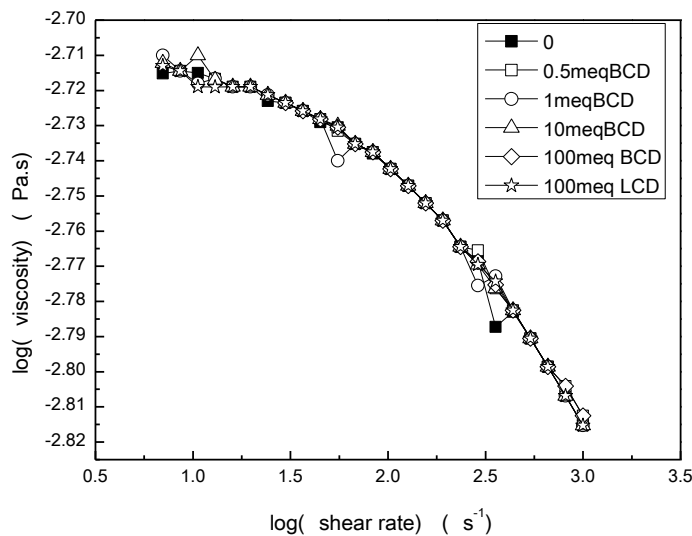 -2.70
-2.71
-2.72
-2.73
-2.74
-2.75
-2.76
-2.77
-2.78
-2.79
-2.80
-2.81
-2.82
log( viscosity) ( Pa.s)
0
0.5meqBCD
1meqBCD
10meqBCD
100meq BCD
100meq LCD
0.5 1.0 1.5 2.0 2.5 3.0 3.5
log( shear rate) ( s⁻¹)